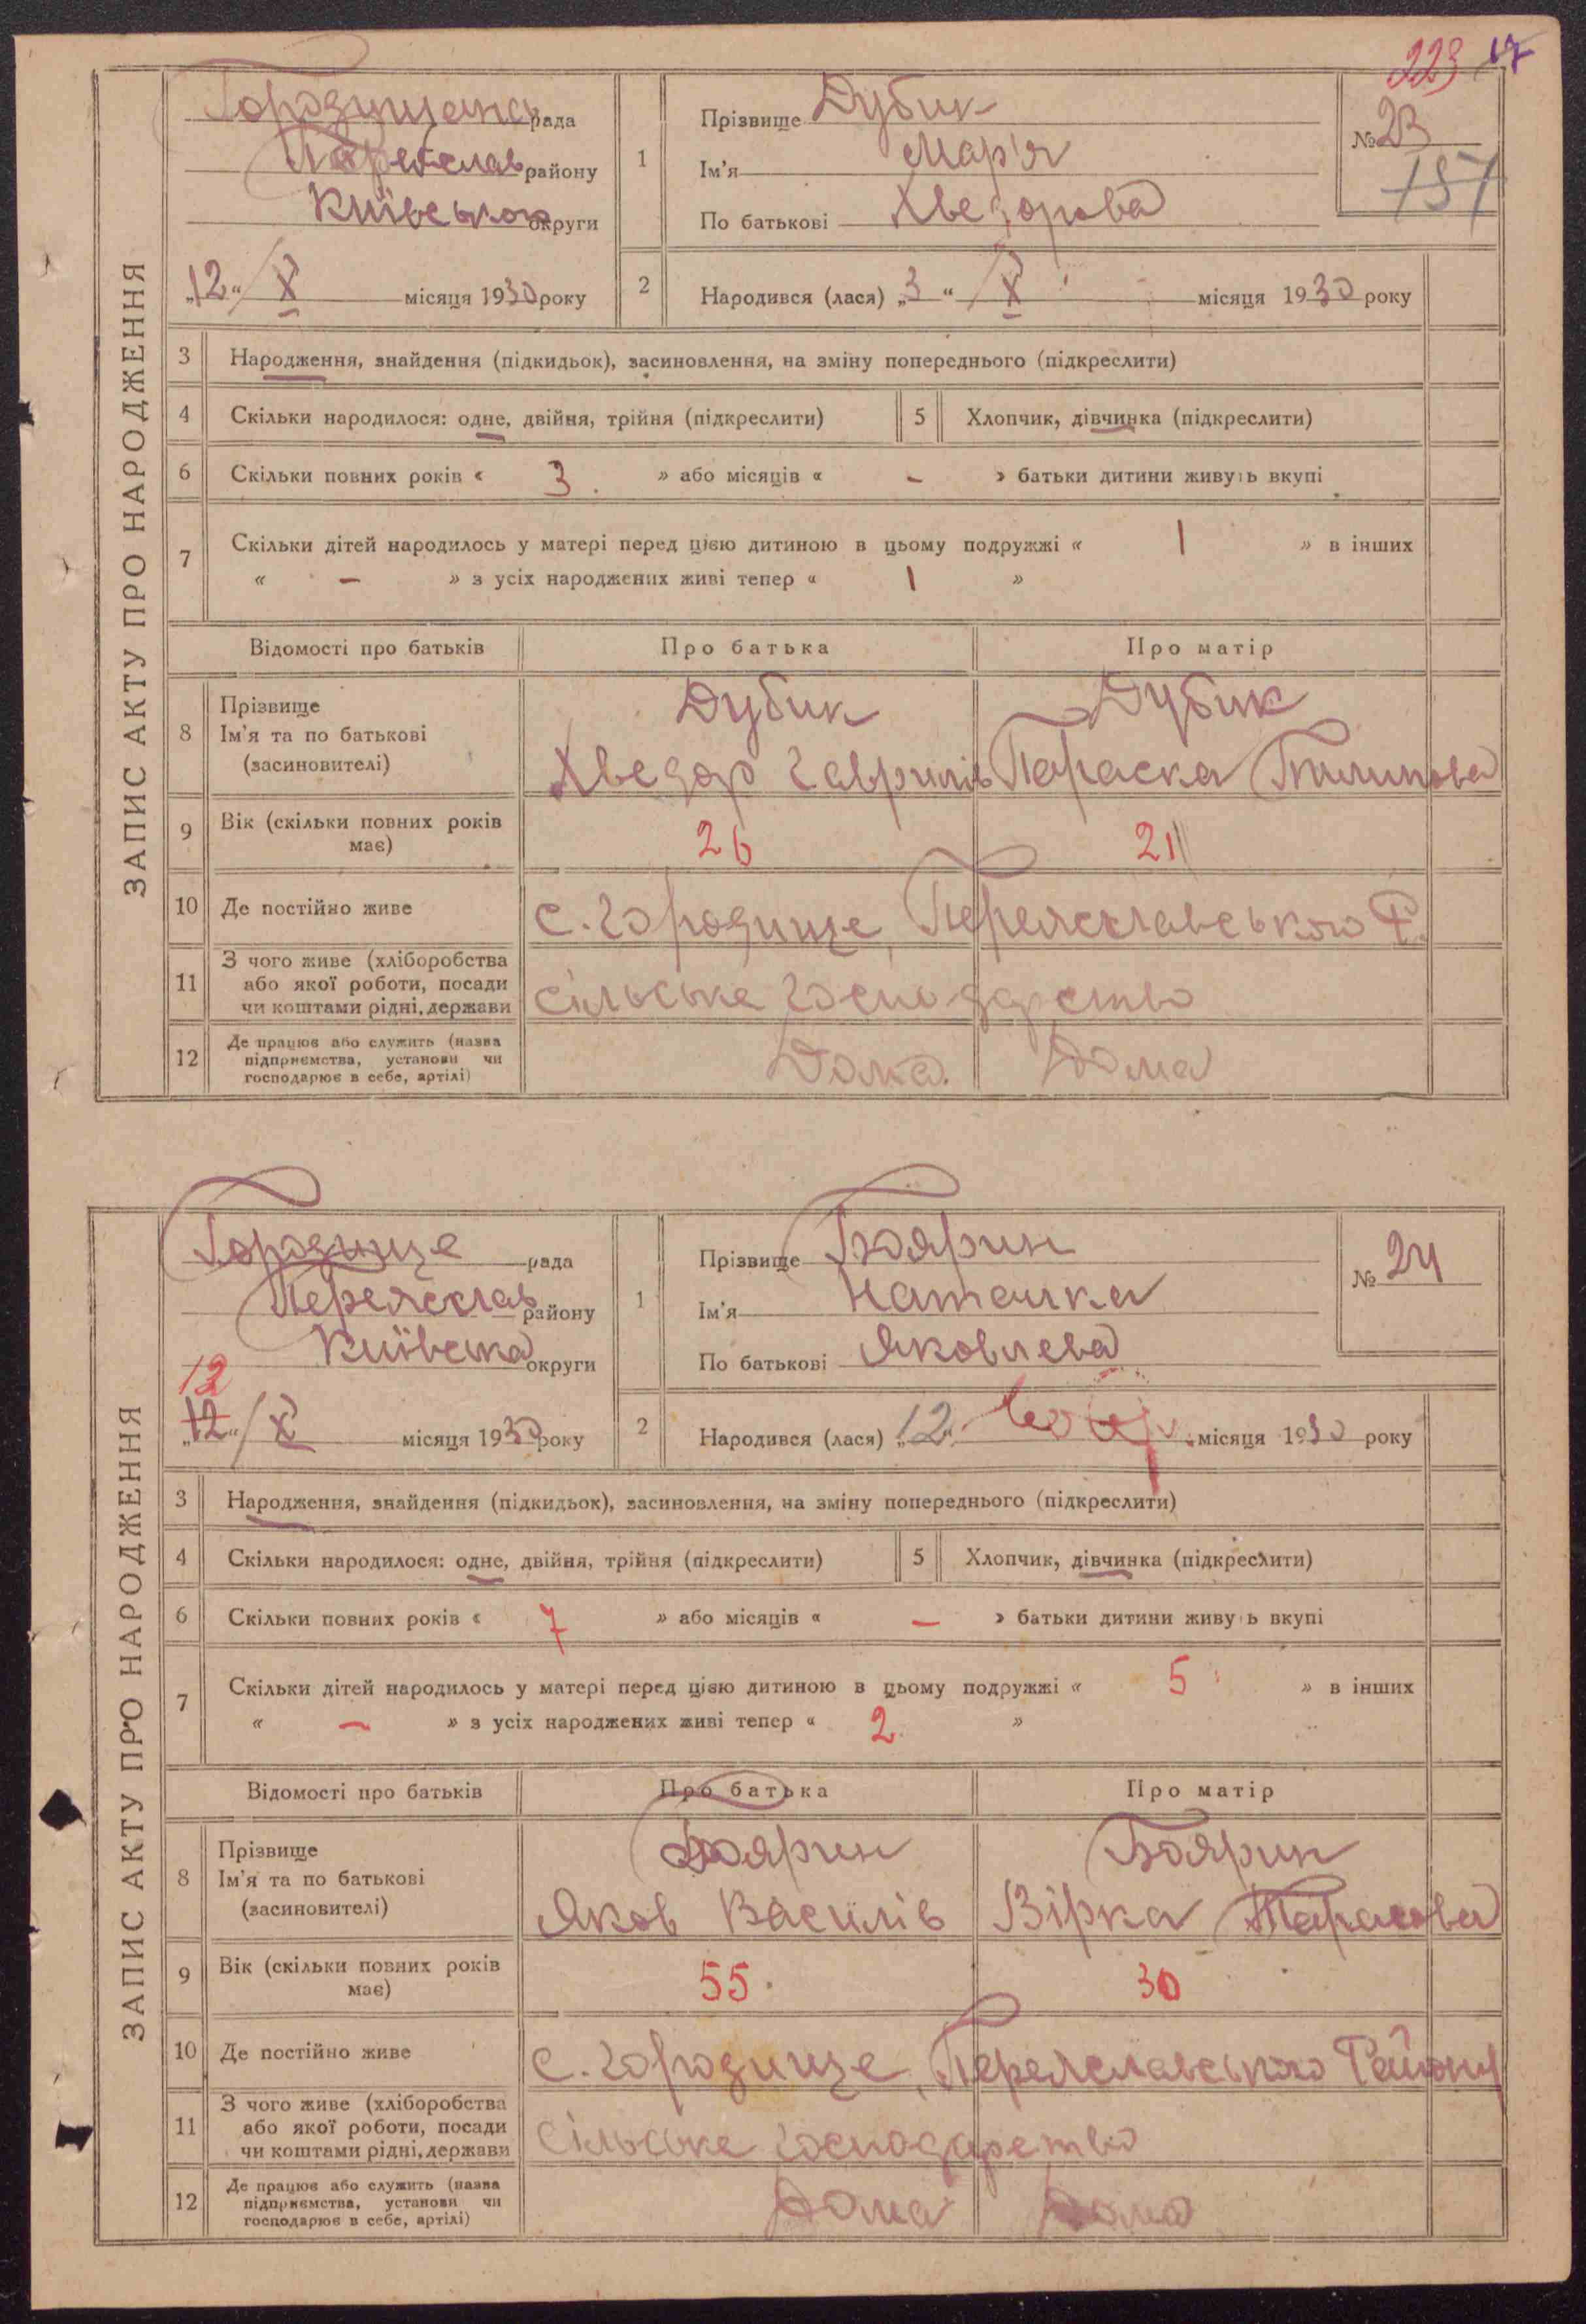 223 17
ЗАПИС АКТУ ПРО НАРОДЖЕННЯ
Городищенс рада
Переяслав району
Київської округи
„12“ / X місяця 1930 року
1 Прізвище Дубик
Ім'я Мар'я
По батькові Хведорова
№ 23
157
2 Народився (лася) „3“ / X місяця 1930 року
3 Народження, знайдення (підкидьок), засиновлення, на зміну попереднього (підкреслити)
4 Скільки народилося: одне, двійня, трійня (підкреслити) 5 Хлопчик, дівчинка (підкреслити)
6 Скільки повних років « 3. » або місяців « – » батьки дитини живуть вкупі
7 Скільки дітей народилось у матері перед цією дитиною в цьому подружжі « 1 » в інших
« – » з усіх народжених живі тепер « 1 »
Відомості про батьків Про батька Про матір
8 Прізвище Дубик Дубик
Ім'я та по батькові
(засиновителі) Хведор Гаврилів Параска Пилипова
9 Вік (скільки повних років має) 26 21
10 Де постійно живе с. Городище, Переяславського Р.
11 З чого живе (хліборобства
або якої роботи, посади
чи коштами рідні, держави сільське господарство
12 Де працює або служить (назва
підприємства, установи чи
господарює в себе, артілі) Дома. Дома
ЗАПИС АКТУ ПРО НАРОДЖЕННЯ
Городище рада
Переяслав району
Київська округи
12
„12“ / X місяця 1930 року
1 Прізвище Боярин
Ім'я Наталка
По батькові Яковлева
№ 24
2 Народився (лася) „12“ місяця 1930 року
3 Народження, знайдення (підкидьок), засиновлення, на зміну попереднього (підкреслити)
4 Скільки народилося: одне, двійня, трійня (підкреслити) 5 Хлопчик, дівчинка (підкреслити)
6 Скільки повних років « 7 » або місяців « – » батьки дитини живуть вкупі
7 Скільки дітей народилось у матері перед цією дитиною в цьому подружжі « 5 » в інших
« – » з усіх народжених живі тепер « 2. »
Відомості про батьків Про батька Про матір
8 Прізвище Боярин Боярин
Ім'я та по батькові
(засиновителі) Яков Василів Вірка Тарасова
9 Вік (скільки повних років має) 55. 30
10 Де постійно живе с. Городище, Переяславського Району
11 З чого живе (хліборобства
або якої роботи, посади
чи коштами рідні, держави сільське господарство
12 Де працює або служить (назва
підприємства, установи чи
господарює в себе, артілі) Дома Дома